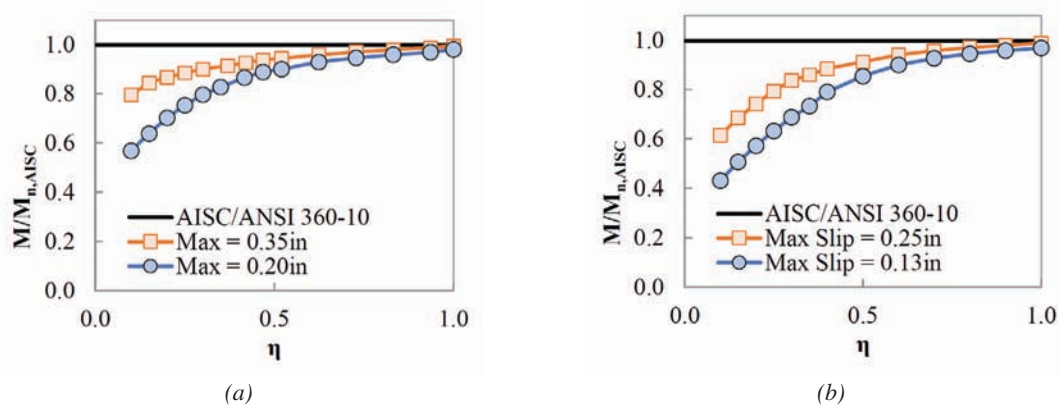 M/Mn,AISC
1.0
0.8
0.6
0.4
0.2
0.0
AISC/ANSI 360-10
Max = 0.35in
Max = 0.20in
0.0 0.5 1.0
η
(a)
M/Mn,AISC
1.0
0.8
0.6
0.4
0.2
0.0
AISC/ANSI 360-10
Max Slip = 0.25in
Max Slip = 0.13in
0.0 0.5 1.0
η
(b)